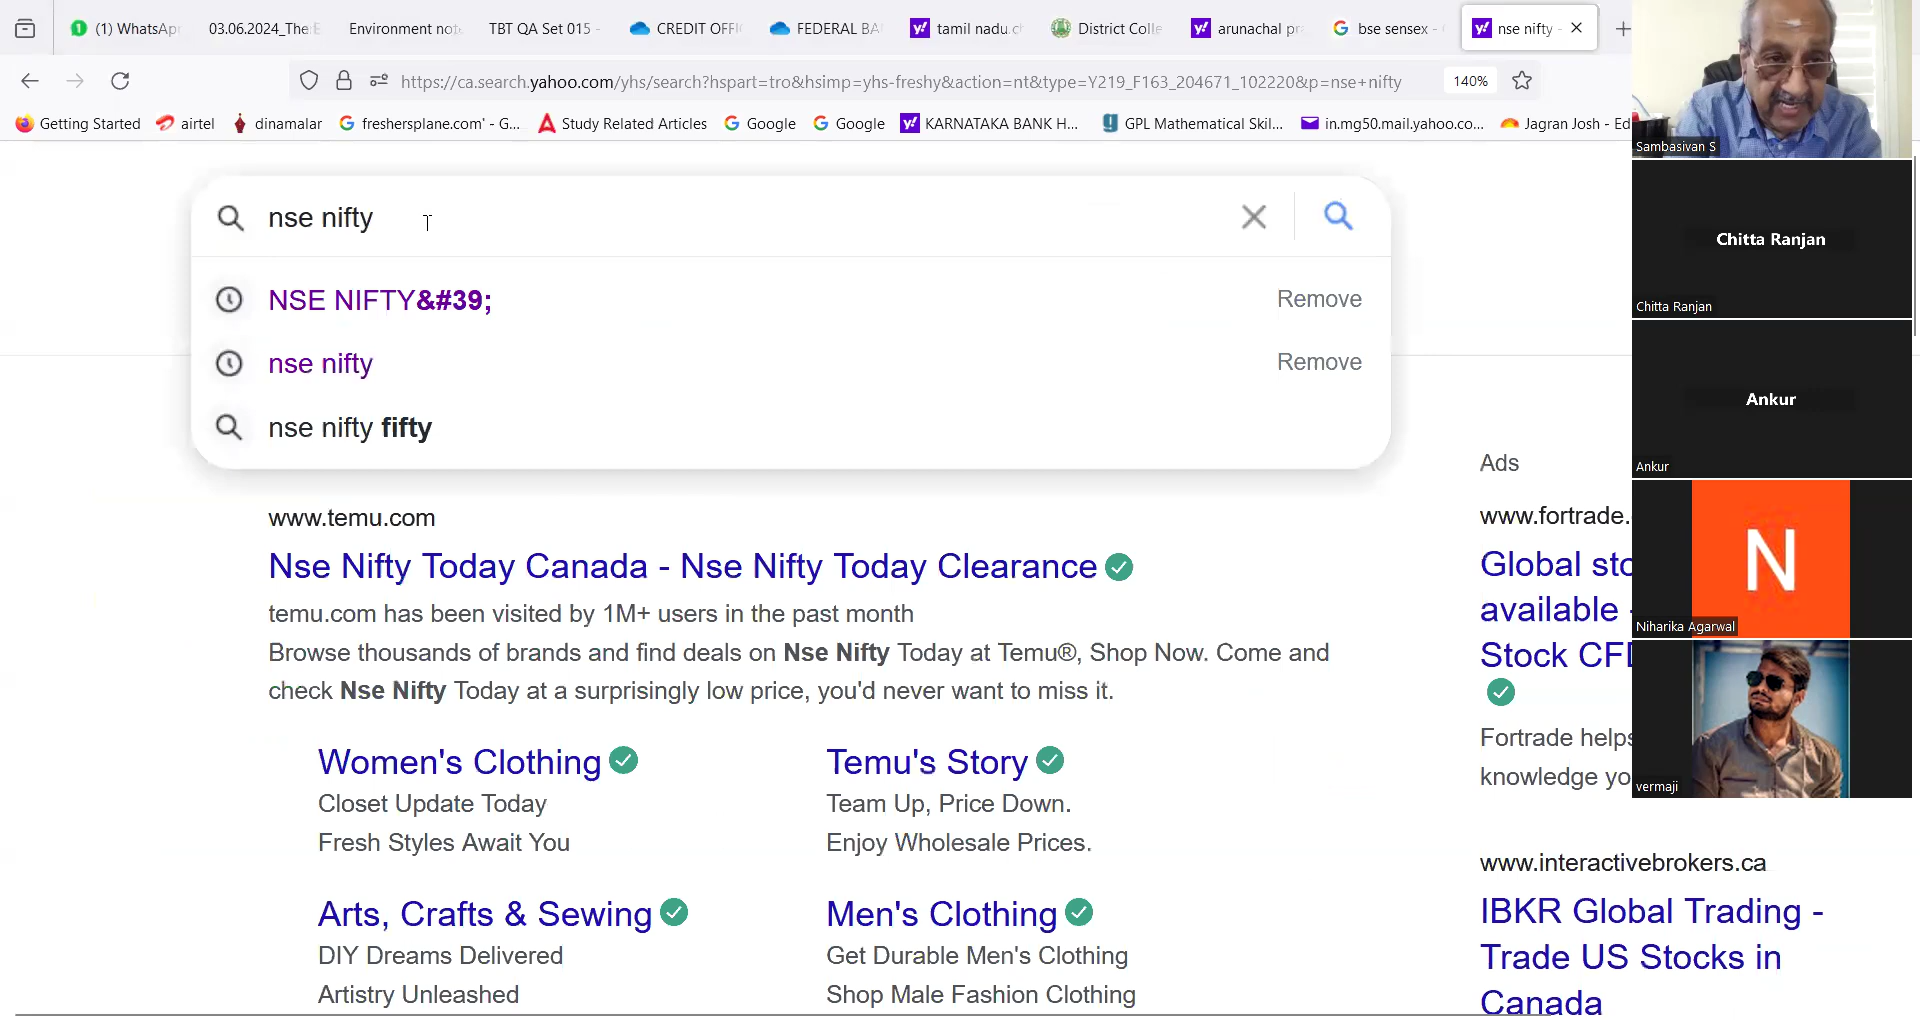 (1) WhatsAp
03.06.2024_The
Environment not
TBT QA Set 015 -
CREDIT OFFI
FEDERAL BA
tamil nadu.c
District Colle
arunachal pr
bse sensex -
nse nifty -
https://ca.search.yahoo.com/yhs/search?hspart=tro&hsimp=yhs-freshy&action=nt&type=Y219_F163_204671_102220&p=nse+nifty
140%
Getting Started
airtel
dinamalar
freshersplane.com' - G...
Study Related Articles
Google
Google
KARNATAKA BANK H...
GPL Mathematical Skil...
in.mg50.mail.yahoo.co...
Jagran Josh - Ed
nse nifty
NSE NIFTY&#39;
Remove
nse nifty
Remove
nse nifty fifty
www.temu.com
Nse Nifty Today Canada - Nse Nifty Today Clearance
temu.com has been visited by 1M+ users in the past month
Browse thousands of brands and find deals on Nse Nifty Today at Temu®, Shop Now. Come and
check Nse Nifty Today at a surprisingly low price, you'd never want to miss it.
Women's Clothing
Closet Update Today
Fresh Styles Await You
Temu's Story
Team Up, Price Down.
Enjoy Wholesale Prices.
Arts, Crafts & Sewing
DIY Dreams Delivered
Artistry Unleashed
Men's Clothing
Get Durable Men's Clothing
Shop Male Fashion Clothing
Ads
www.fortrade.
Global sto
available -
Stock CF
Fortrade helps
knowledge yo
www.interactivebrokers.ca
IBKR Global Trading -
Trade US Stocks in
Canada
Sambasivan S
Chitta Ranjan
Chitta Ranjan
Ankur
Ankur
N
Niharika Agarwal
vermaji